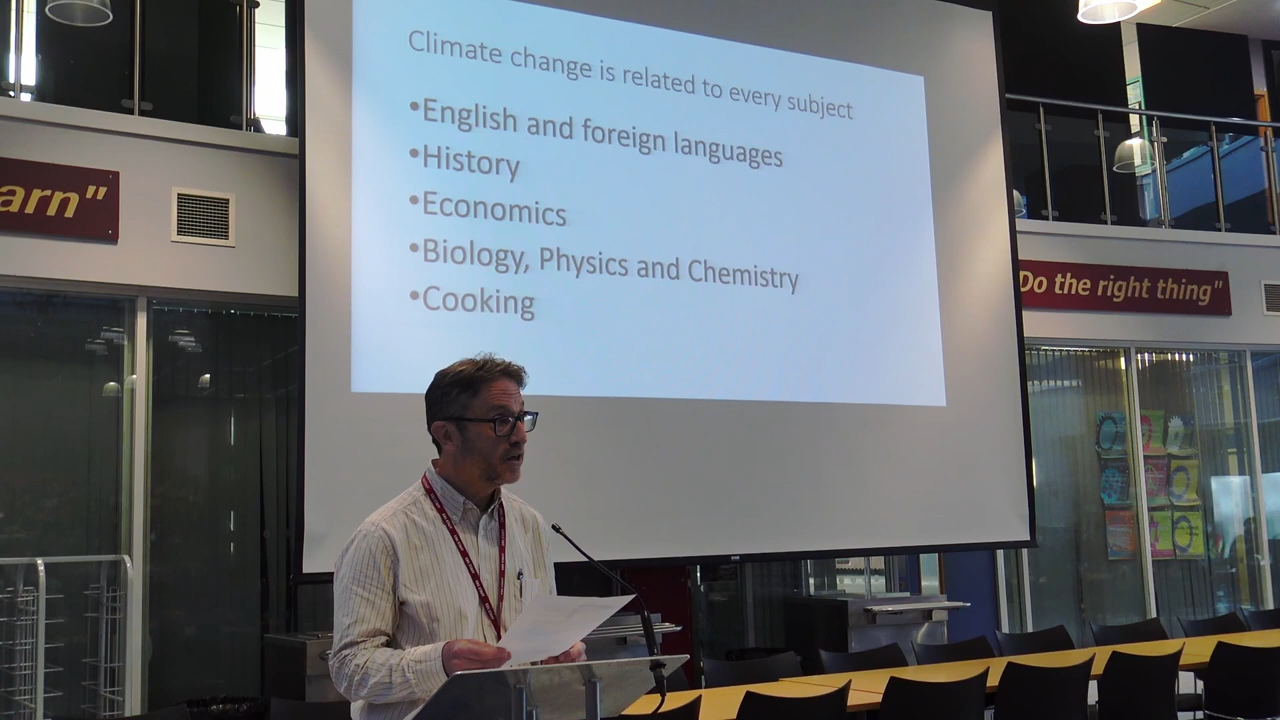 Climate change is related to every subject
•English and foreign languages
•History
•Economics
•Biology, Physics and Chemistry
•Cooking
arn"
Do the right thing"